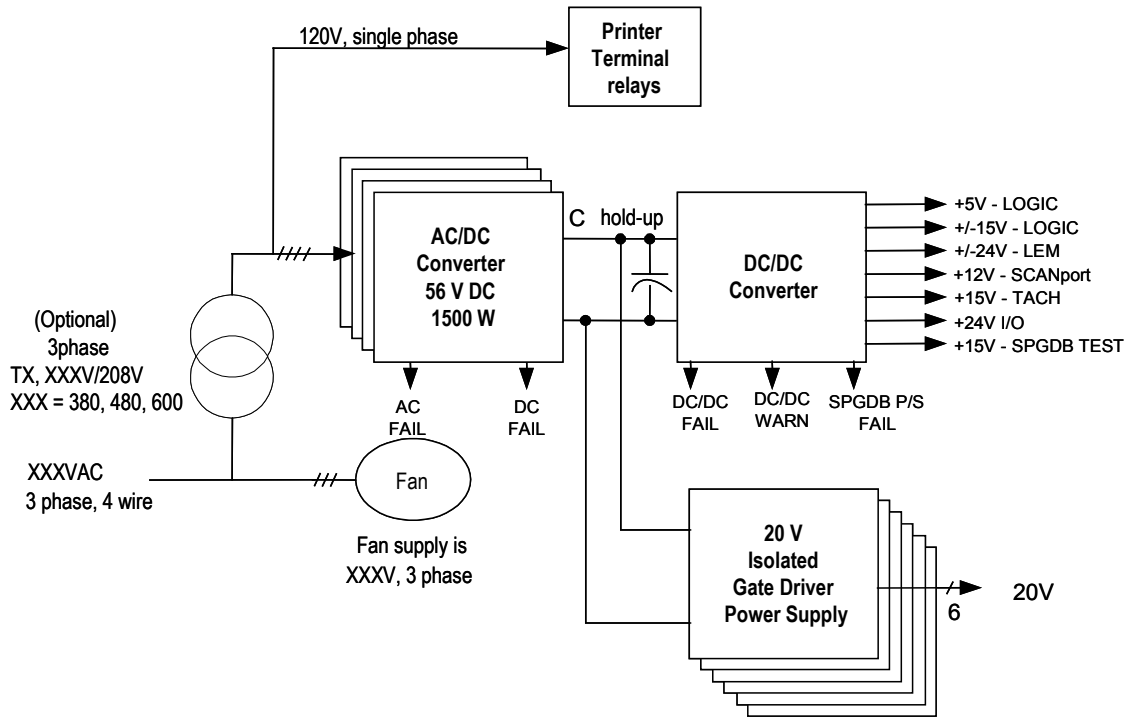 120V, single phase
Printer
Terminal
relays
AC/DC
Converter
56 V DC
1500 W
C hold-up
DC/DC
Converter
+5V - LOGIC
+/-15V - LOGIC
+/-24V - LEM
+12V - SCANport
+15V - TACH
+24V I/O
+15V - SPGDB TEST
(Optional)
3phase
TX, XXXV/208V
XXX = 380, 480, 600
AC
FAIL
DC
FAIL
DC/DC
FAIL
DC/DC
WARN
SPGDB P/S
FAIL
XXXVAC
3 phase, 4 wire
Fan
Fan supply is
XXXV, 3 phase
20 V
Isolated
Gate Driver
Power Supply
6
20V